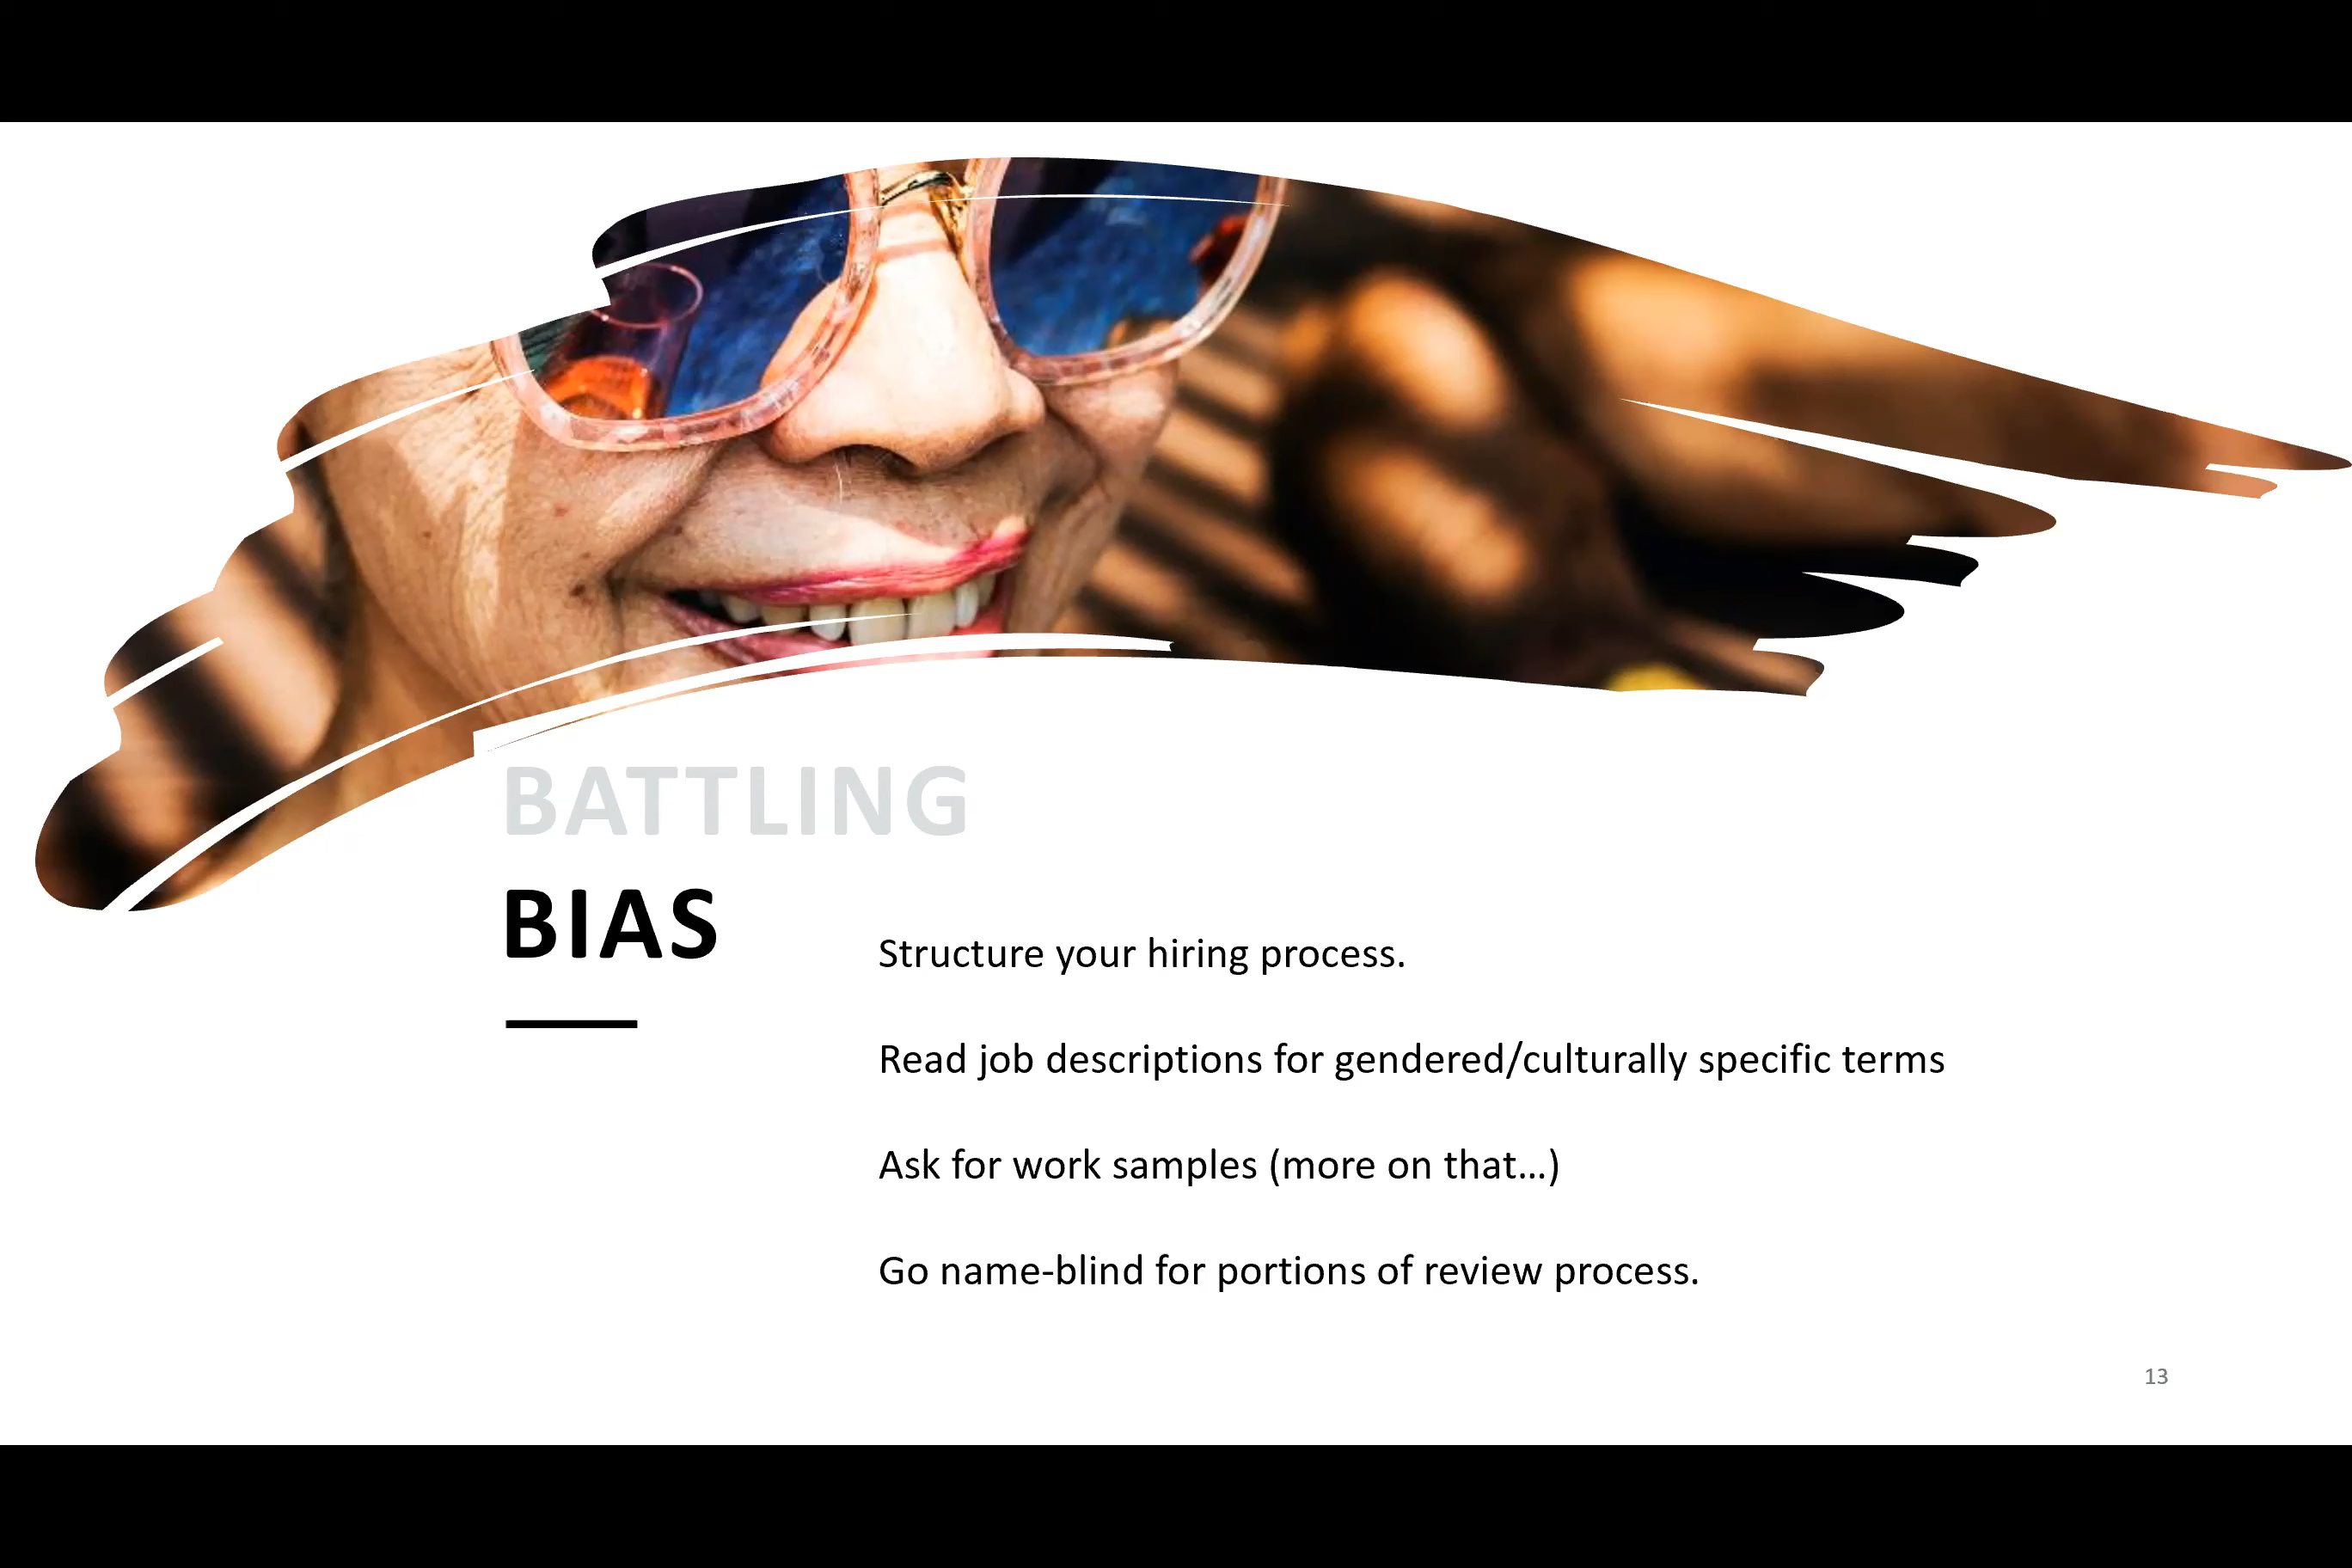 BATTLING
BIAS
Structure your hiring process.
Read job descriptions for gendered/culturally specific terms
Ask for work samples (more on that…)
Go name-blind for portions of review process.
13